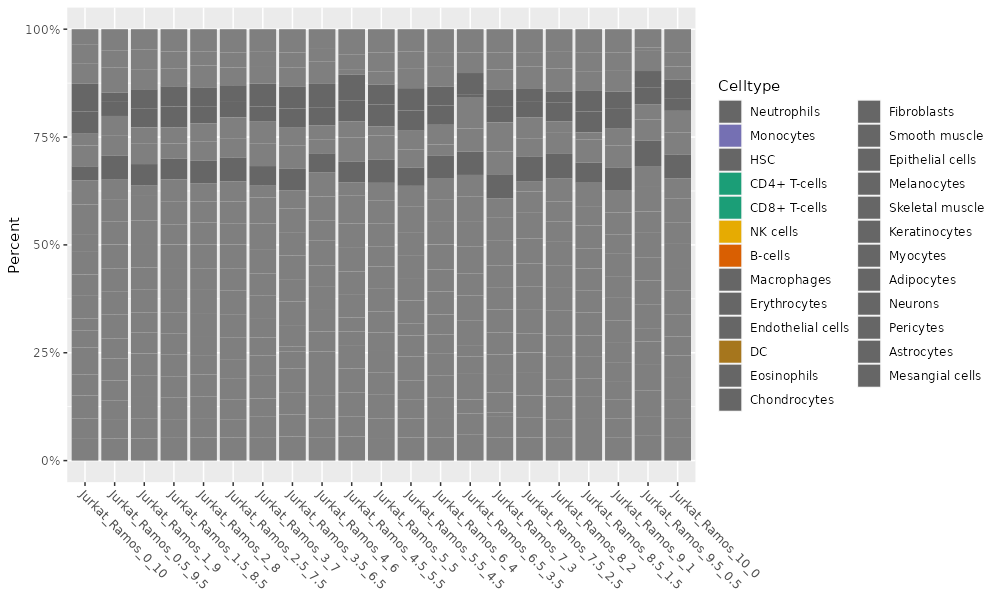 100%
75%
50%
25%
0%
Percent
Jurkat_Ramos_0_10
Jurkat_Ramos_0.5_9.5
Jurkat_Ramos_1_9
Jurkat_Ramos_1.5_8.5
Jurkat_Ramos_2_8
Jurkat_Ramos_2.5_7.5
Jurkat_Ramos_3_7
Jurkat_Ramos_3.5_6.5
Jurkat_Ramos_4_6
Jurkat_Ramos_4.5_5.5
Jurkat_Ramos_5_5
Jurkat_Ramos_5.5_4.5
Jurkat_Ramos_6_4
Jurkat_Ramos_6.5_3.5
Jurkat_Ramos_7_3
Jurkat_Ramos_7.5_2.5
Jurkat_Ramos_8_2
Jurkat_Ramos_8.5_1.5
Jurkat_Ramos_9_1
Jurkat_Ramos_9.5_0.5
Jurkat_Ramos_10_0
Celltype
Neutrophils
Monocytes
HSC
CD4+ T-cells
CD8+ T-cells
NK cells
B-cells
Macrophages
Erythrocytes
Endothelial cells
DC
Eosinophils
Chondrocytes
Fibroblasts
Smooth muscle
Epithelial cells
Melanocytes
Skeletal muscle
Keratinocytes
Myocytes
Adipocytes
Neurons
Pericytes
Astrocytes
Mesangial cells